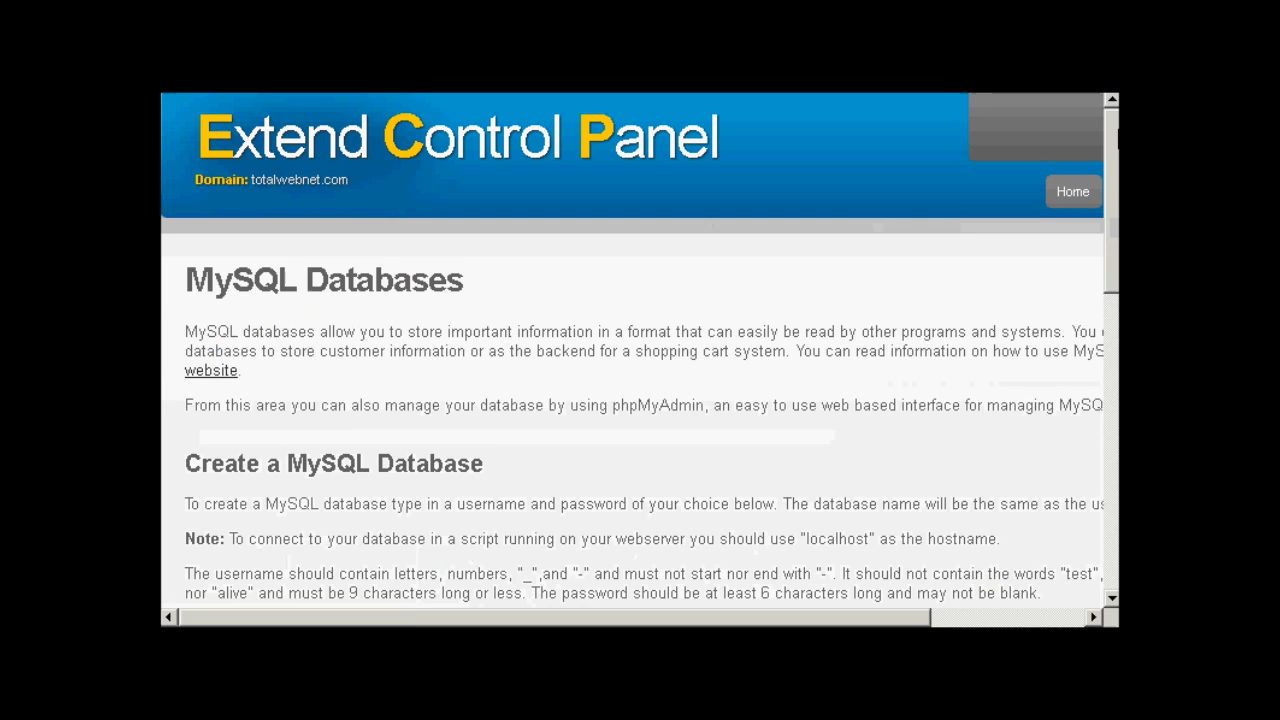 Extend Control Panel
Domain: totalwebnet.com
Home
MySQL Databases
MySQL databases allow you to store important information in a format that can easily be read by other programs and systems. You
databases to store customer information or as the backend for a shopping cart system. You can read information on how to use MyS
website.
From this area you can also manage your database by using phpMyAdmin, an easy to use web based interface for managing MySQ
Create a MySQL Database
To create a MySQL database type in a username and password of your choice below. The database name will be the same as the us
Note: To connect to your database in a script running on your webserver you should use "localhost" as the hostname.
The username should contain letters, numbers, "_",and "-" and must not start nor end with "-". It should not contain the words "test",
nor "alive" and must be 9 characters long or less. The password should be at least 6 characters long and may not be blank.